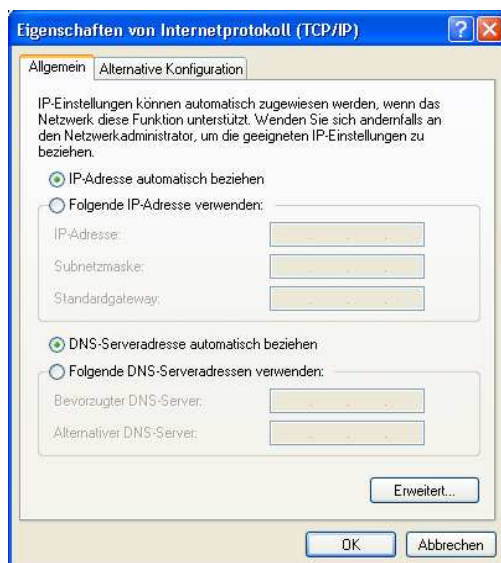 Eigenschaften von Internetprotokoll (TCP/IP)
Allgemein
Alternative Konfiguration
IP-Einstellungen können automatisch zugewiesen werden, wenn das
Netzwerk diese Funktion unterstützt. Wenden Sie sich andernfalls an
den Netzwerkadministrator, um die geeigneten IP-Einstellungen zu
beziehen.
IP-Adresse automatisch beziehen
Folgende IP-Adresse verwenden:
IP-Adresse:
Subnetzmaske:
Standardgateway:
DNS-Serveradresse automatisch beziehen
Folgende DNS-Serveradressen verwenden:
Bevorzugter DNS-Server:
Alternativer DNS-Server:
Erweitert...
OK
Abbrechen